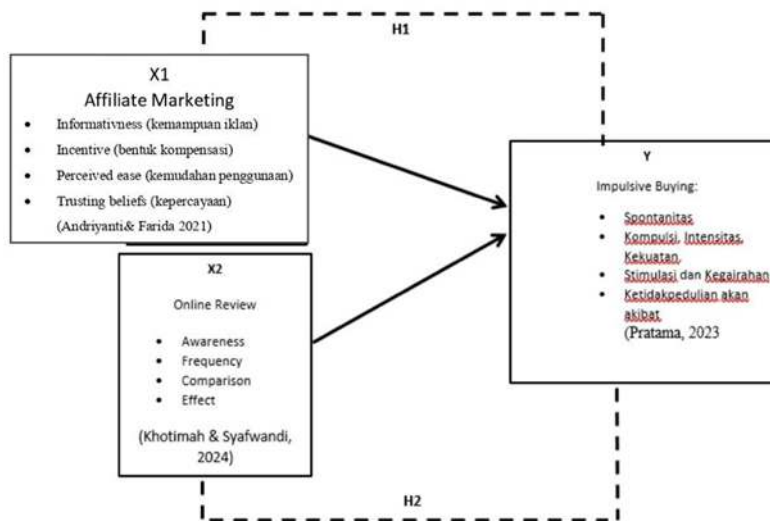 H1
X1
Affiliate Marketing
Informativness (kemampuan iklan)
Incentive (bentuk kompensasi)
Perceived ease (kemudahan penggunaan)
Trusting beliefs (kepercayaan)
(Andriyanti& Farida 2021)
X2
Online Review
Awareness
Frequency
Comparison
Effect
(Khotimah & Syafwandi,
2024)
Y
Impulsive Buying:
Spontanitas
Kompulsi, Intensitas,
Kekuatan,
Stimulasi dan Kegairahan
Ketidakpedulian akan
akibat
(Pratama, 2023
H2